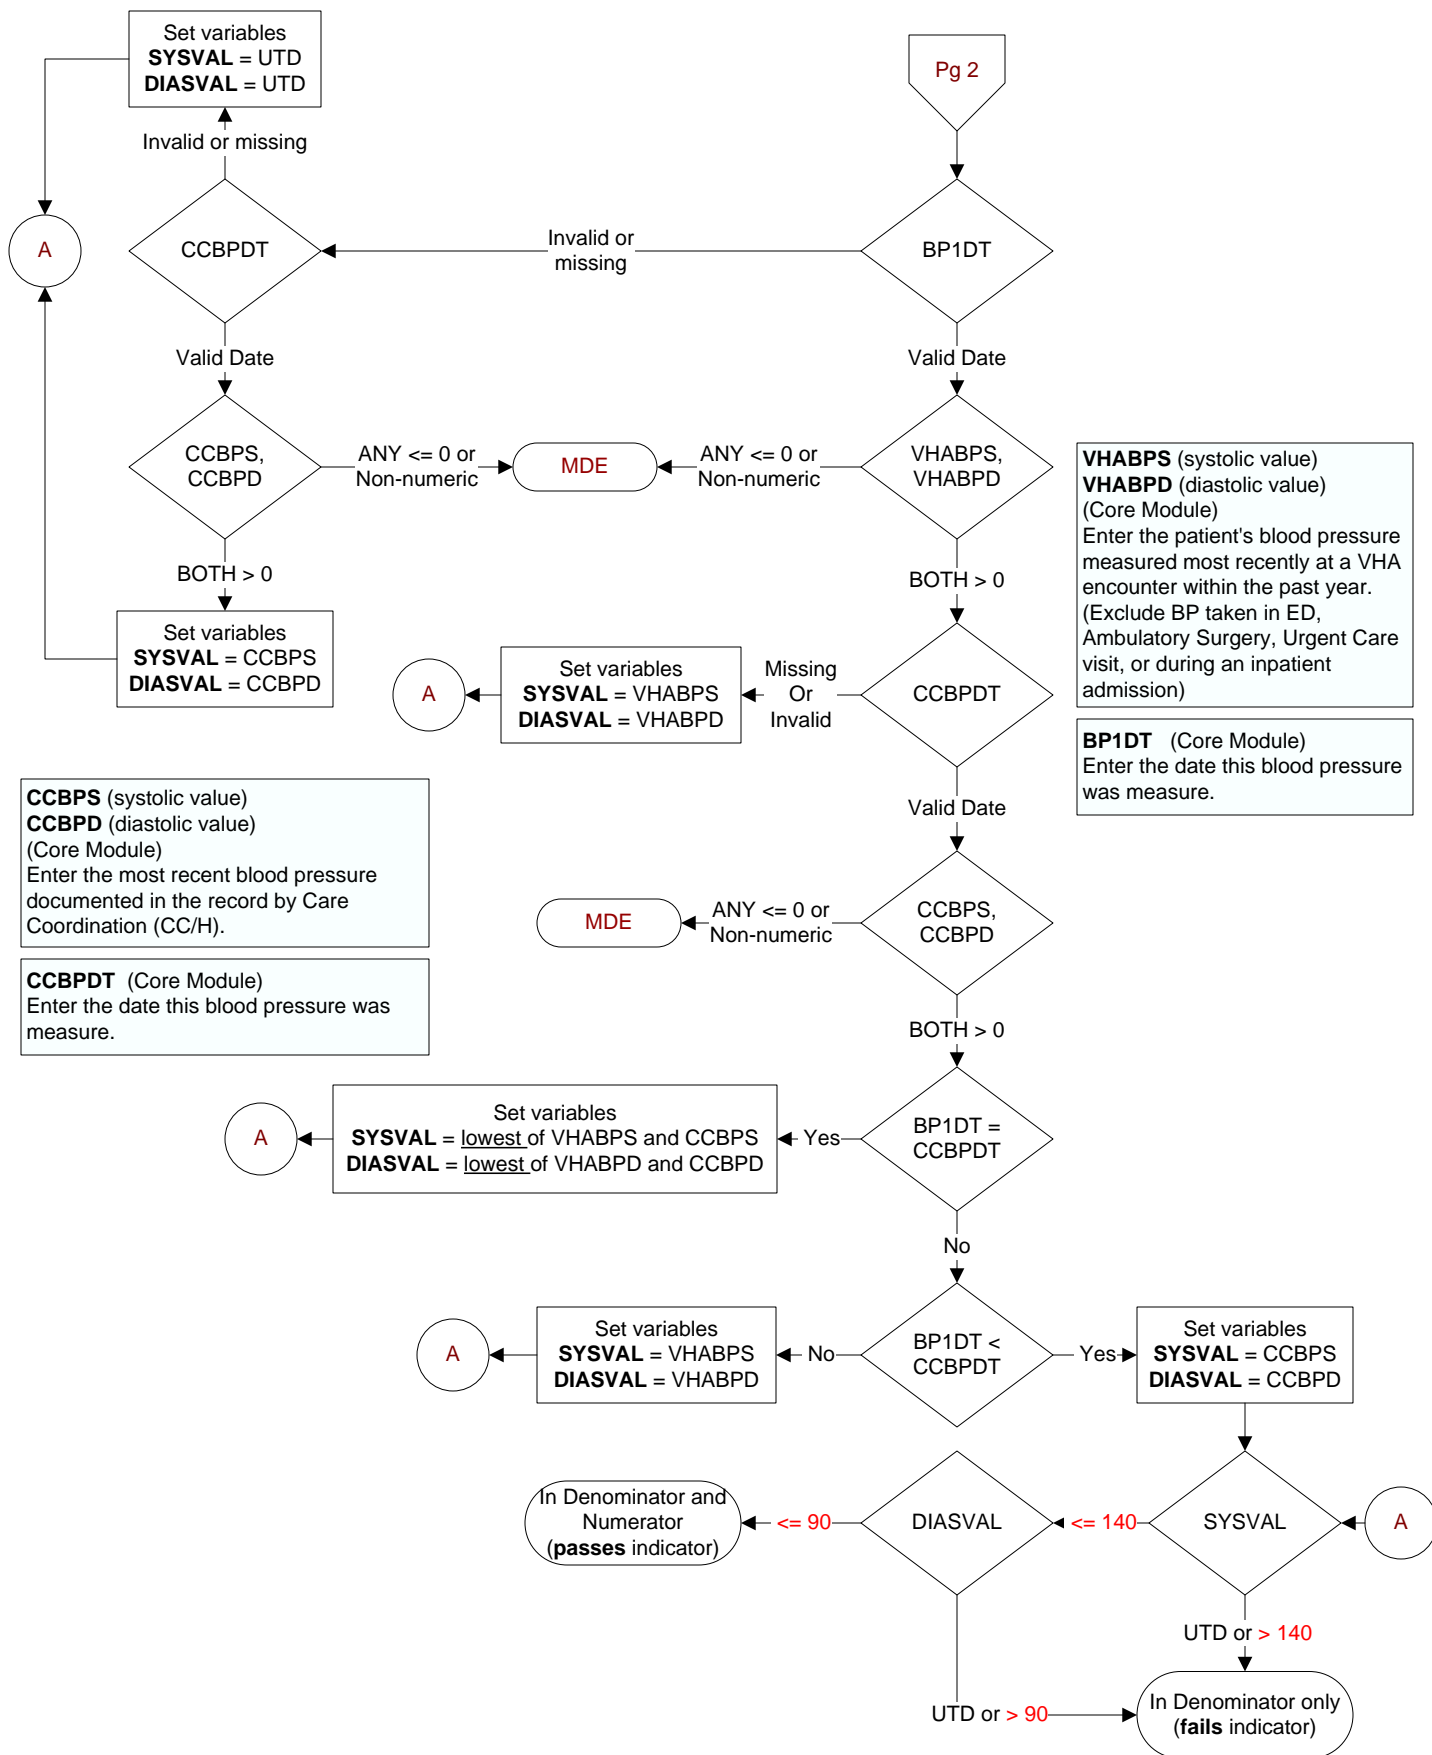 Set variables
SYSVAL = UTD
DIASVAL = UTD
Pg 2
Invalid or missing
A
CCBPDT
Invalid or
missing
BP1DT
Valid Date
Valid Date
CCBPS,
CCBPD
ANY <= 0 or
Non-numeric
MDE
ANY <= 0 or
Non-numeric
VHABPS,
VHABPD
VHABPS (systolic value)
VHABPD (diastolic value)
(Core Module)
Enter the patient's blood pressure
measured most recently at a VHA
encounter within the past year.
(Exclude BP taken in ED,
Ambulatory Surgery, Urgent Care
visit, or during an inpatient
admission)
BOTH > 0
BOTH > 0
Set variables
SYSVAL = CCBPS
DIASVAL = CCBPD
A
Set variables
SYSVAL = VHABPS
DIASVAL = VHABPD
Missing
Or
Invalid
CCBPDT
BP1DT (Core Module)
Enter the date this blood pressure
was measure.
CCBPS (systolic value)
CCBPD (diastolic value)
(Core Module)
Enter the most recent blood pressure
documented in the record by Care
Coordination (CC/H).
Valid Date
MDE
ANY <= 0 or
Non-numeric
CCBPS,
CCBPD
CCBPDT (Core Module)
Enter the date this blood pressure was
measure.
BOTH > 0
A
Set variables
SYSVAL = lowest of VHABPS and CCBPS
DIASVAL = lowest of VHABPD and CCBPD
Yes
BP1DT =
CCBPDT
No
A
Set variables
SYSVAL = VHABPS
DIASVAL = VHABPD
No
BP1DT <
CCBPDT
Yes
Set variables
SYSVAL = CCBPS
DIASVAL = CCBPD
In Denominator and
Numerator
(passes indicator)
<= 90
DIASVAL
<= 140
SYSVAL
A
UTD or > 140
UTD or > 90
In Denominator only
(fails indicator)